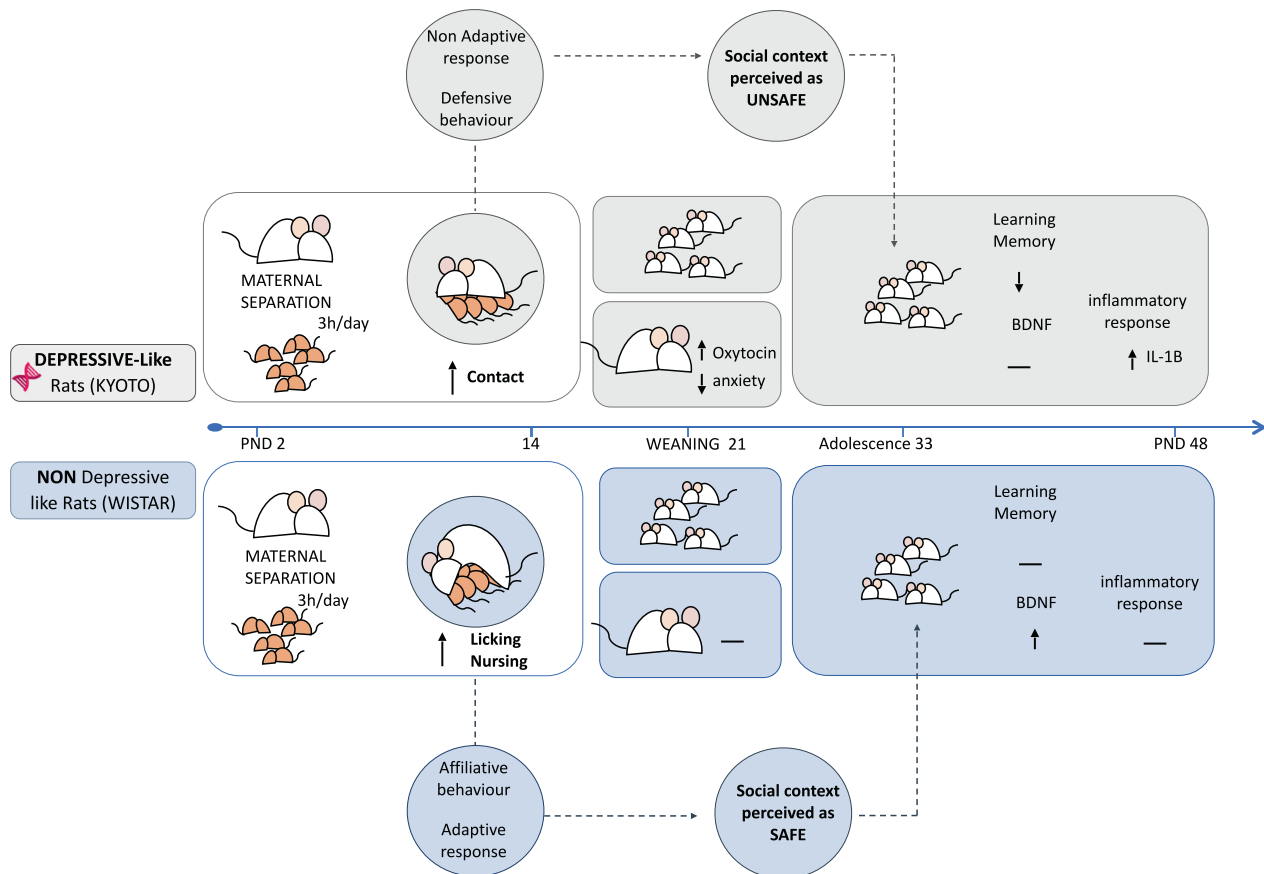 Non Adaptive
response
Defensive
behaviour
Social context
perceived as
UNSAFE
MATERNAL
SEPARATION
3h/day
Contact
Oxytocin
anxiety
Learning
Memory
BDNF
inflammatory
response
IL-1B
DEPRESSIVE-Like
Rats (KYOTO)
PND 2
14
WEANING 21
Adolescence 33
PND 48
NON Depressive
like Rats (WISTAR)
MATERNAL
SEPARATION
3h/day
Licking
Nursing
Learning
Memory
BDNF
inflammatory
response
Affiliative
behaviour
Adaptive
response
Social context
perceived as
SAFE